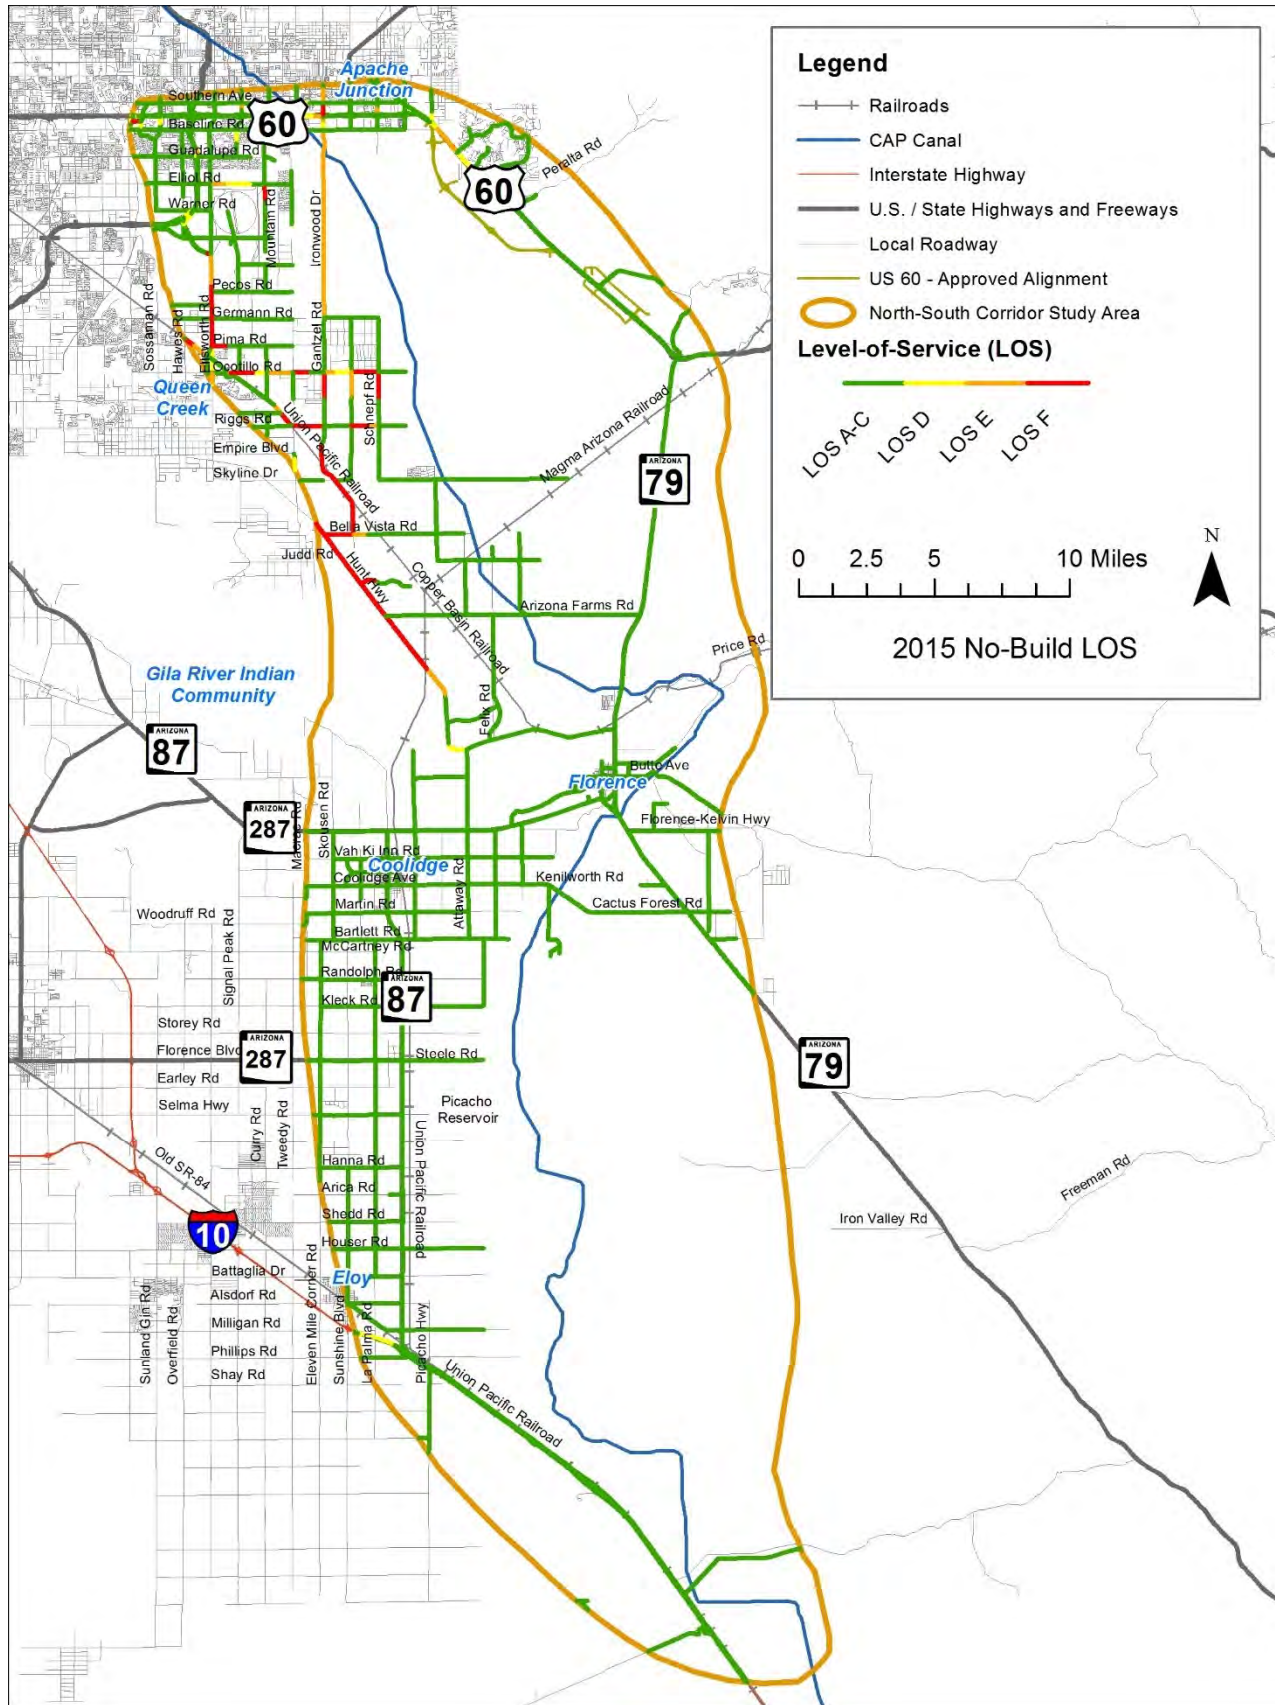 Legend
Railroads
CAP Canal
Interstate Highway
U.S. / State Highways and Freeways
Local Roadway
US 60 - Approved Alignment
North-South Corridor Study Area
Level-of-Service (LOS)
LOS A-C
LOS D
LOS E
LOS F
0 2.5 5 10 Miles
N
2015 No-Build LOS
Apache
Junction
Southern Ave
60
Baseline Rd
Guadalupe Rd
Elliot Rd
60
Peralta Rd
Warner Rd
Mountain Rd
Ironwood Dr
Sossaman Rd
Hawes Rd
Ellsworth Rd
Pecos Rd
Germann Rd
Gantzel Rd
Pima Rd
Ocotillo Rd
Queen
Creek
Schnepf Rd
Riggs Rd
Union Pacific Railroad
Empire Blvd
Skyline Dr
Magma Arizona Railroad
ARIZONA
79
Bella Vista Rd
Judd Rd
Hunt Hwy
Copper Basin Railroad
Arizona Farms Rd
Price Rd
Gila River Indian
Community
Felix Rd
ARIZONA
87
Butte Ave
Florence
ARIZONA
287
Macrae Rd
Skousen Rd
Florence-Kelvin Hwy
Vah Ki Inn Rd
Coolidge
Coolidge Ave
Attaway Rd
Kenilworth Rd
Martin Rd
Cactus Forest Rd
Woodruff Rd
Bartlett Rd
McCartney Rd
Signal Peak Rd
Randolph Rd
ARIZONA
87
Kleck Rd
Storey Rd
Florence Blvd
ARIZONA
287
Steele Rd
ARIZONA
79
Earley Rd
Selma Hwy
Picacho
Reservoir
Curry Rd
Tweedy Rd
Union Pacific Railroad
Old SR-84
Hanna Rd
Arica Rd
Freeman Rd
Shedd Rd
Iron Valley Rd
10
Houser Rd
Battaglia Dr
Eloy
Alsdorf Rd
Milligan Rd
Phillips Rd
Shay Rd
Sunland Gin Rd
Overfield Rd
Eleven Mile Corner Rd
Sunshine Blvd
La Palma Rd
Picacho Hwy
Union Pacific Railroad